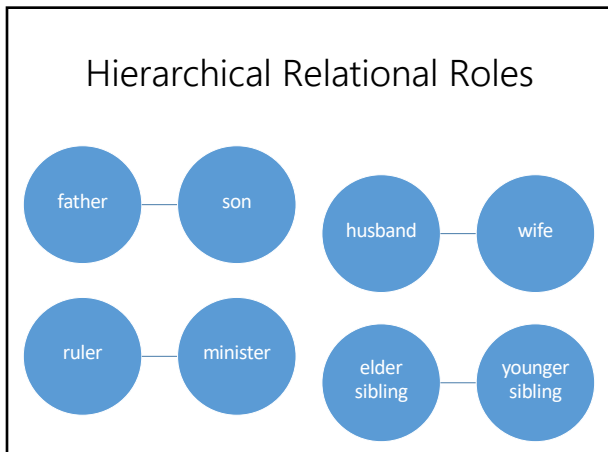 Hierarchical Relational Roles
father
son
husband
wife
ruler
minister
elder
sibling
younger
sibling